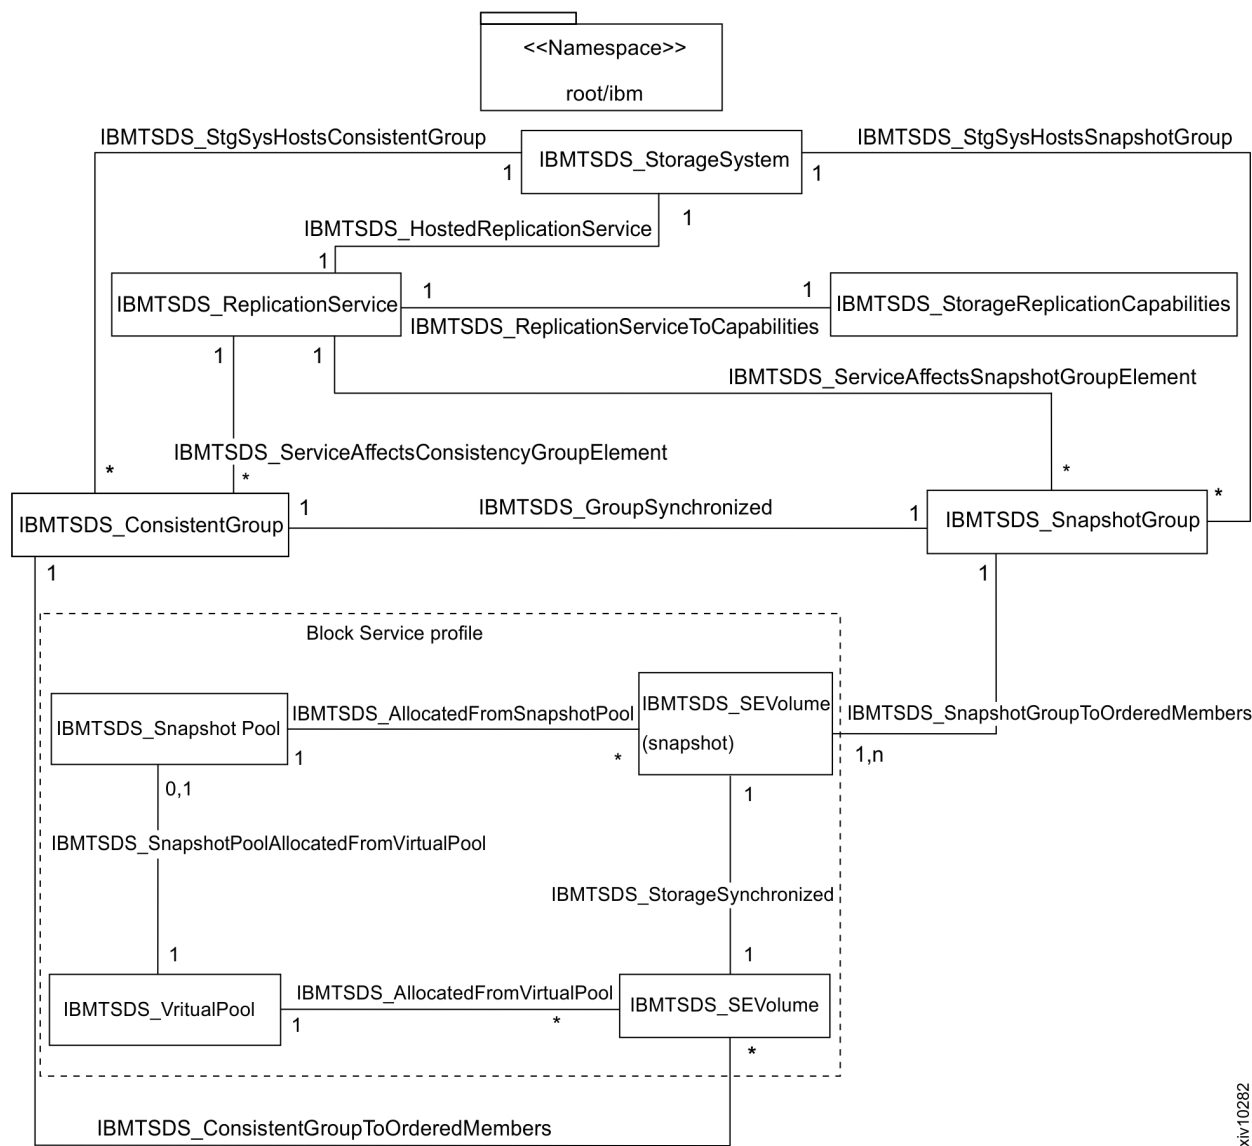 <<Namespace>>
root/ibm
IBMTSDS_StgSysHostsConsistentGroup
IBMTSDS_StgSysHostsSnapshotGroup
IBMTSDS_StorageSystem
1
1
1
IBMTSDS_HostedReplicationService
1
IBMTSDS_ReplicationService
1
1
IBMTSDS_StorageReplicationCapabilities
IBMTSDS_ReplicationServiceToCapabilities
1
1
IBMTSDS_ServiceAffectsSnapshotGroupElement
IBMTSDS_ServiceAffectsConsistencyGroupElement
*
*
*
*
IBMTSDS_ConsistentGroup
1
IBMTSDS_GroupSynchronized
1
IBMTSDS_SnapshotGroup
1
1
Block Service profile
IBMTSDS_Snapshot Pool
IBMTSDS_AllocatedFromSnapshotPool
IBMTSDS_SEVolume
(snapshot)
IBMTSDS_SnapshotGroupToOrderedMembers
1
*
1,n
0,1
1
IBMTSDS_SnapshotPoolAllocatedFromVirtualPool
IBMTSDS_StorageSynchronized
1
1
IBMTSDS_VritualPool
IBMTSDS_AllocatedFromVirtualPool
IBMTSDS_SEVolume
1
*
*
IBMTSDS_ConsistentGroupToOrderedMembers
xiv10282